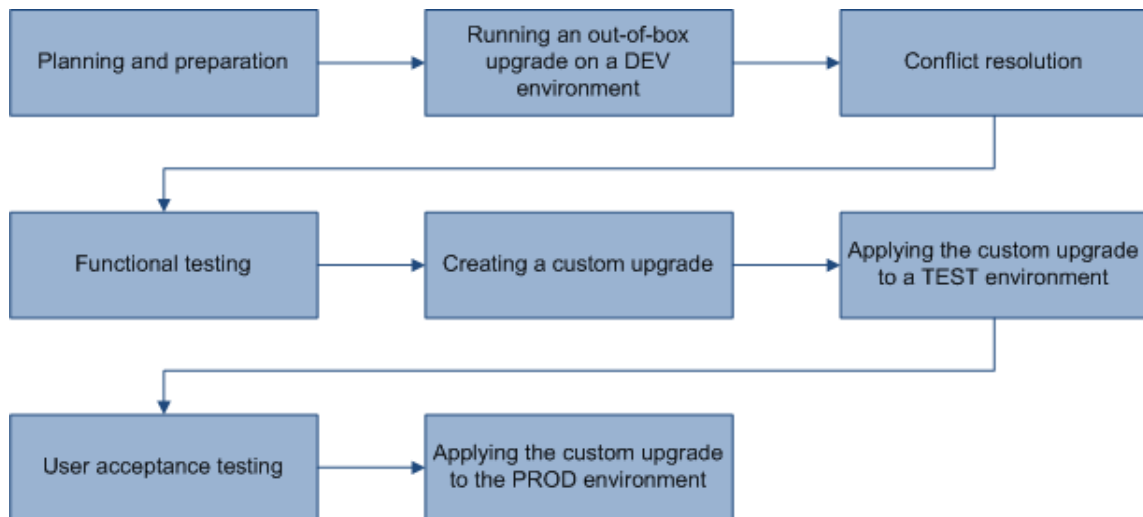 Planning and preparation
Running an out-of-box
upgrade on a DEV
environment
Conflict resolution
Functional testing
Creating a custom upgrade
Applying the custom upgrade
to a TEST environment
User acceptance testing
Applying the custom upgrade
to the PROD environment